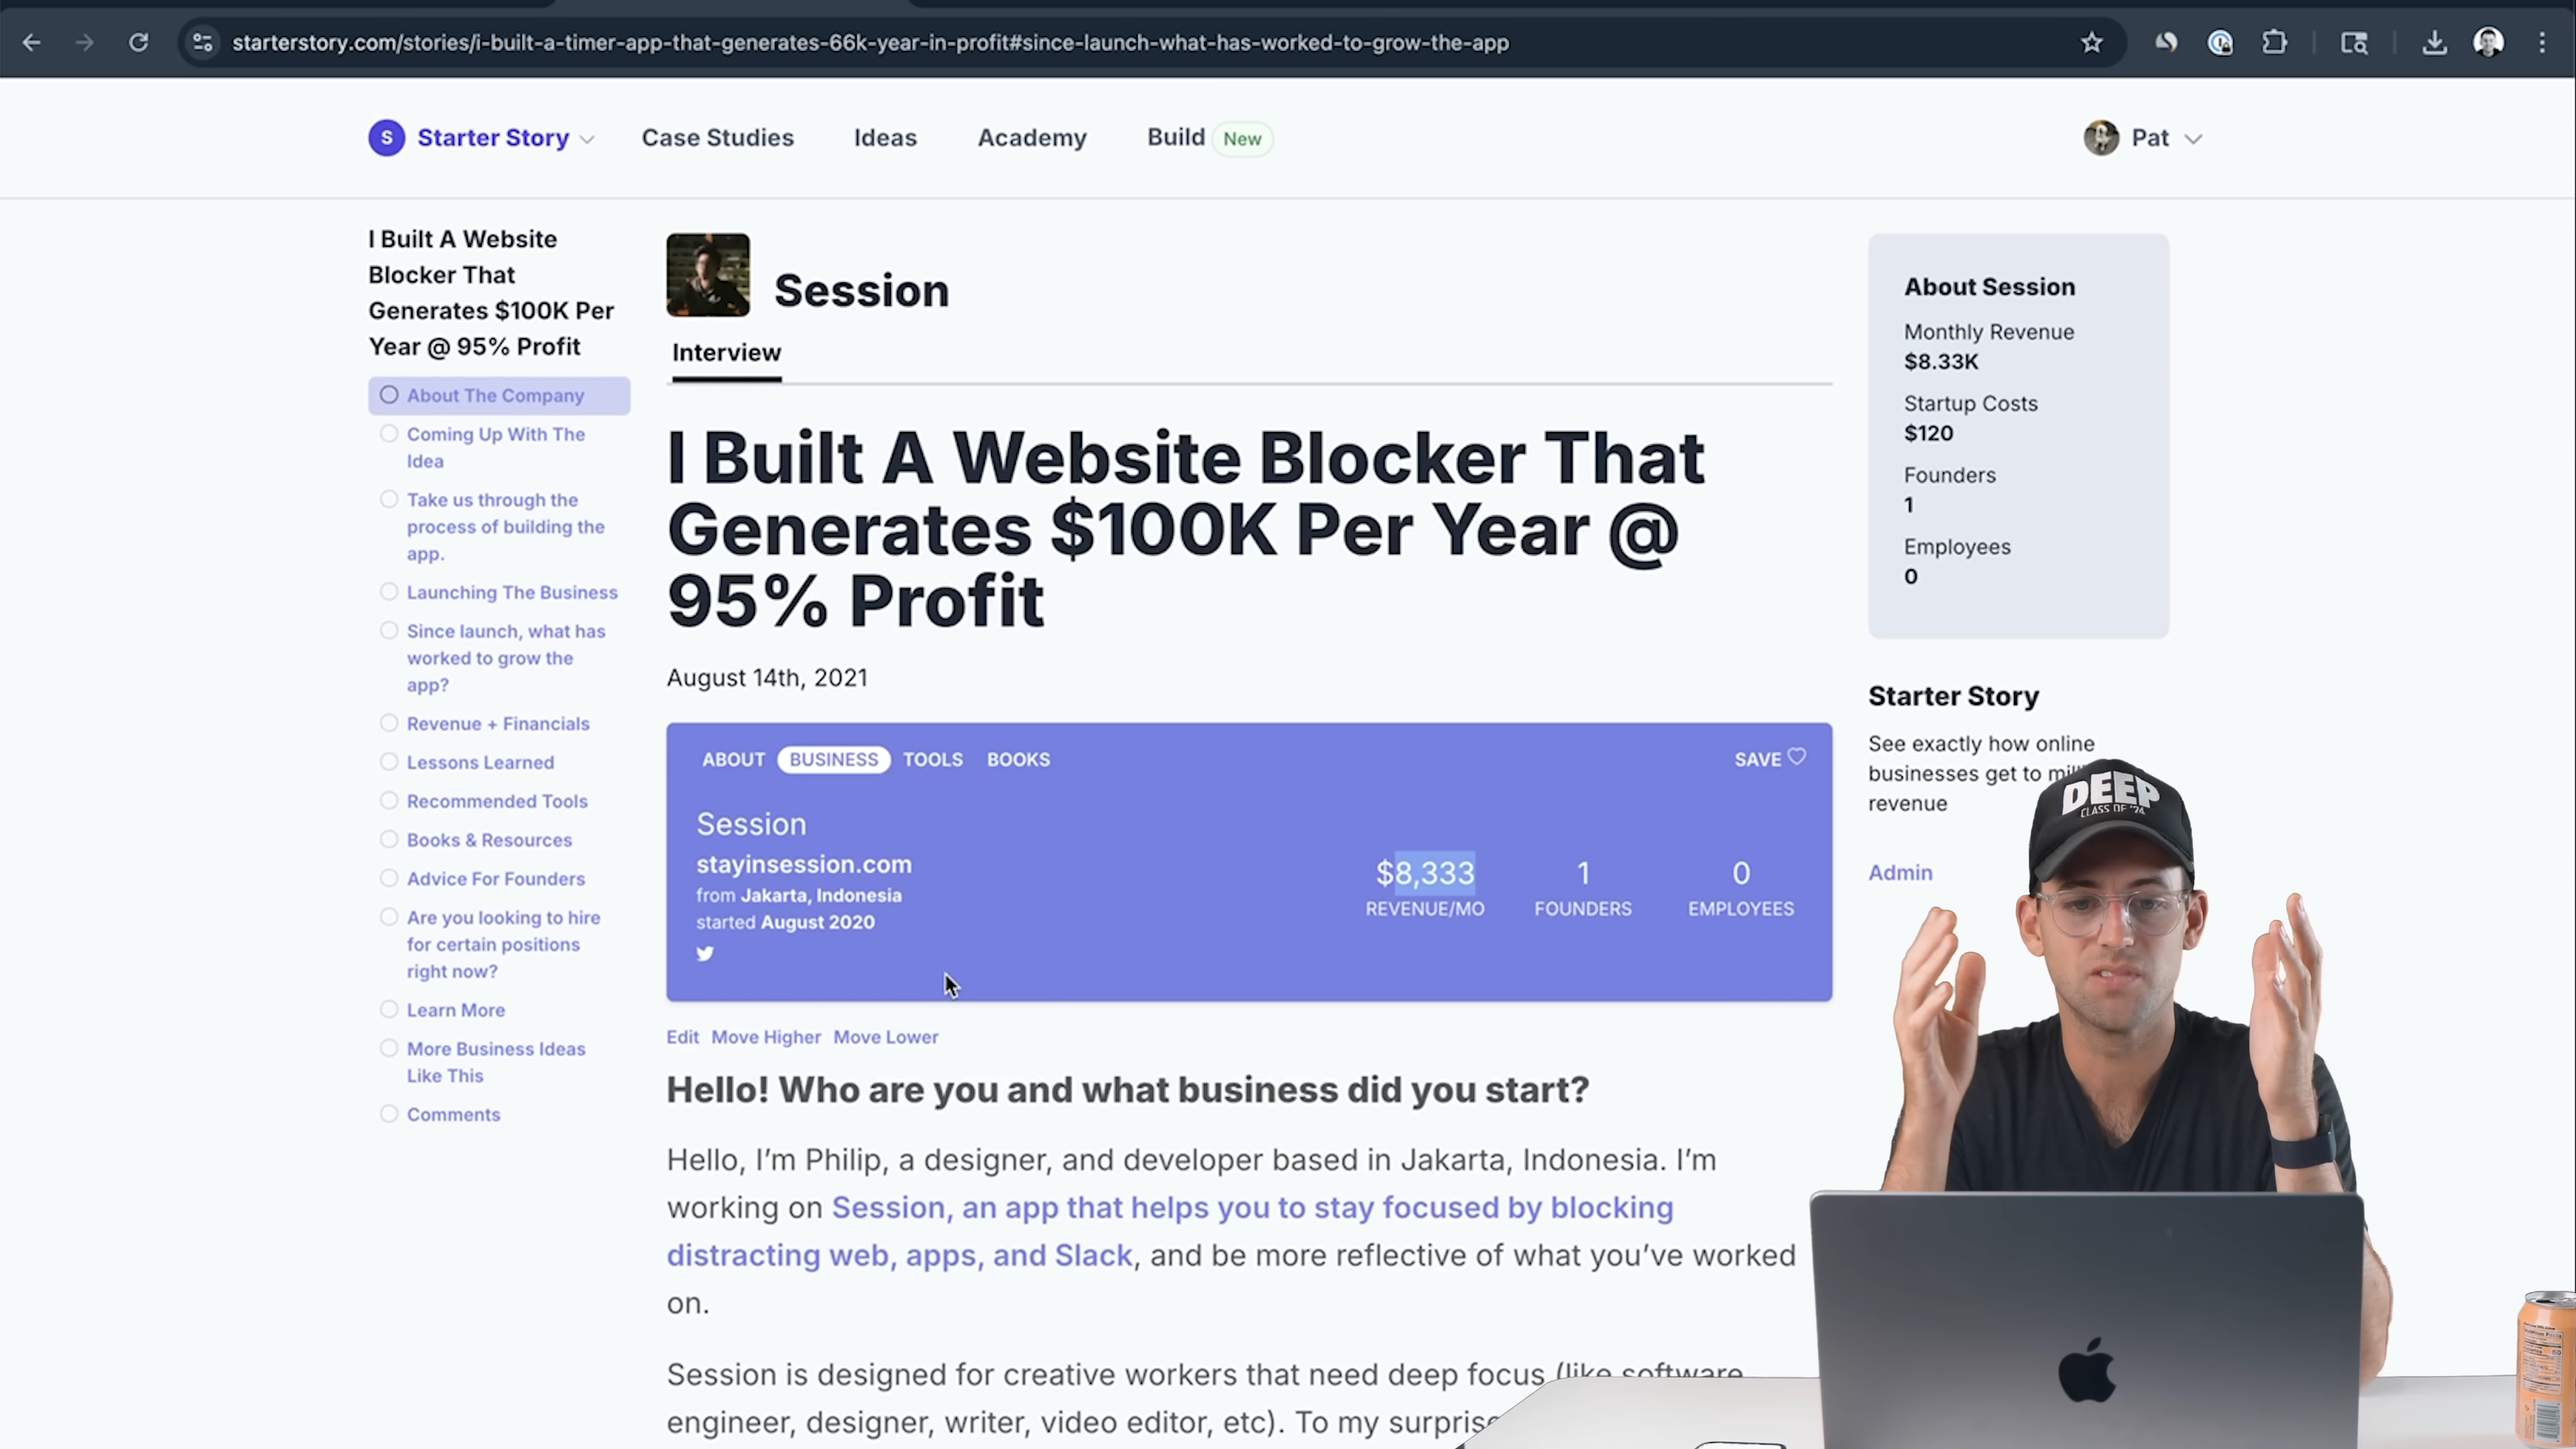 starterstory.com/stories/i-built-a-timer-app-that-generates-66k-year-in-profit#since-launch-what-has-worked-to-grow-the-app
S Starter Story
Case Studies
Ideas
Academy
Build New
Pat
I Built A Website
Blocker That
Generates $100K Per
Year @ 95% Profit
About The Company
Coming Up With The
Idea
Take us through the
process of building the
app.
Launching The Business
Since launch, what has
worked to grow the
app?
Revenue + Financials
Lessons Learned
Recommended Tools
Books & Resources
Advice For Founders
Are you looking to hire
for certain positions
right now?
Learn More
More Business Ideas
Like This
Comments
Session
Interview
I Built A Website Blocker That
Generates $100K Per Year @
95% Profit
August 14th, 2021
ABOUT BUSINESS TOOLS BOOKS
SAVE
Session
stayinsession.com
from Jakarta, Indonesia
started August 2020
$8,333
REVENUE/MO
1
FOUNDERS
0
EMPLOYEES
Edit Move Higher Move Lower
Hello! Who are you and what business did you start?
Hello, I'm Philip, a designer, and developer based in Jakarta, Indonesia. I'm
working on Session, an app that helps you to stay focused by blocking
distracting web, apps, and Slack, and be more reflective of what you've worked
on.
Session is designed for creative workers that need deep focus (like software
engineer, designer, writer, video editor, etc). To my surprise
About Session
Monthly Revenue
$8.33K
Startup Costs
$120
Founders
1
Employees
0
Starter Story
See exactly how online
businesses get to
revenue
Admin
DEEP
CLASS OF '24